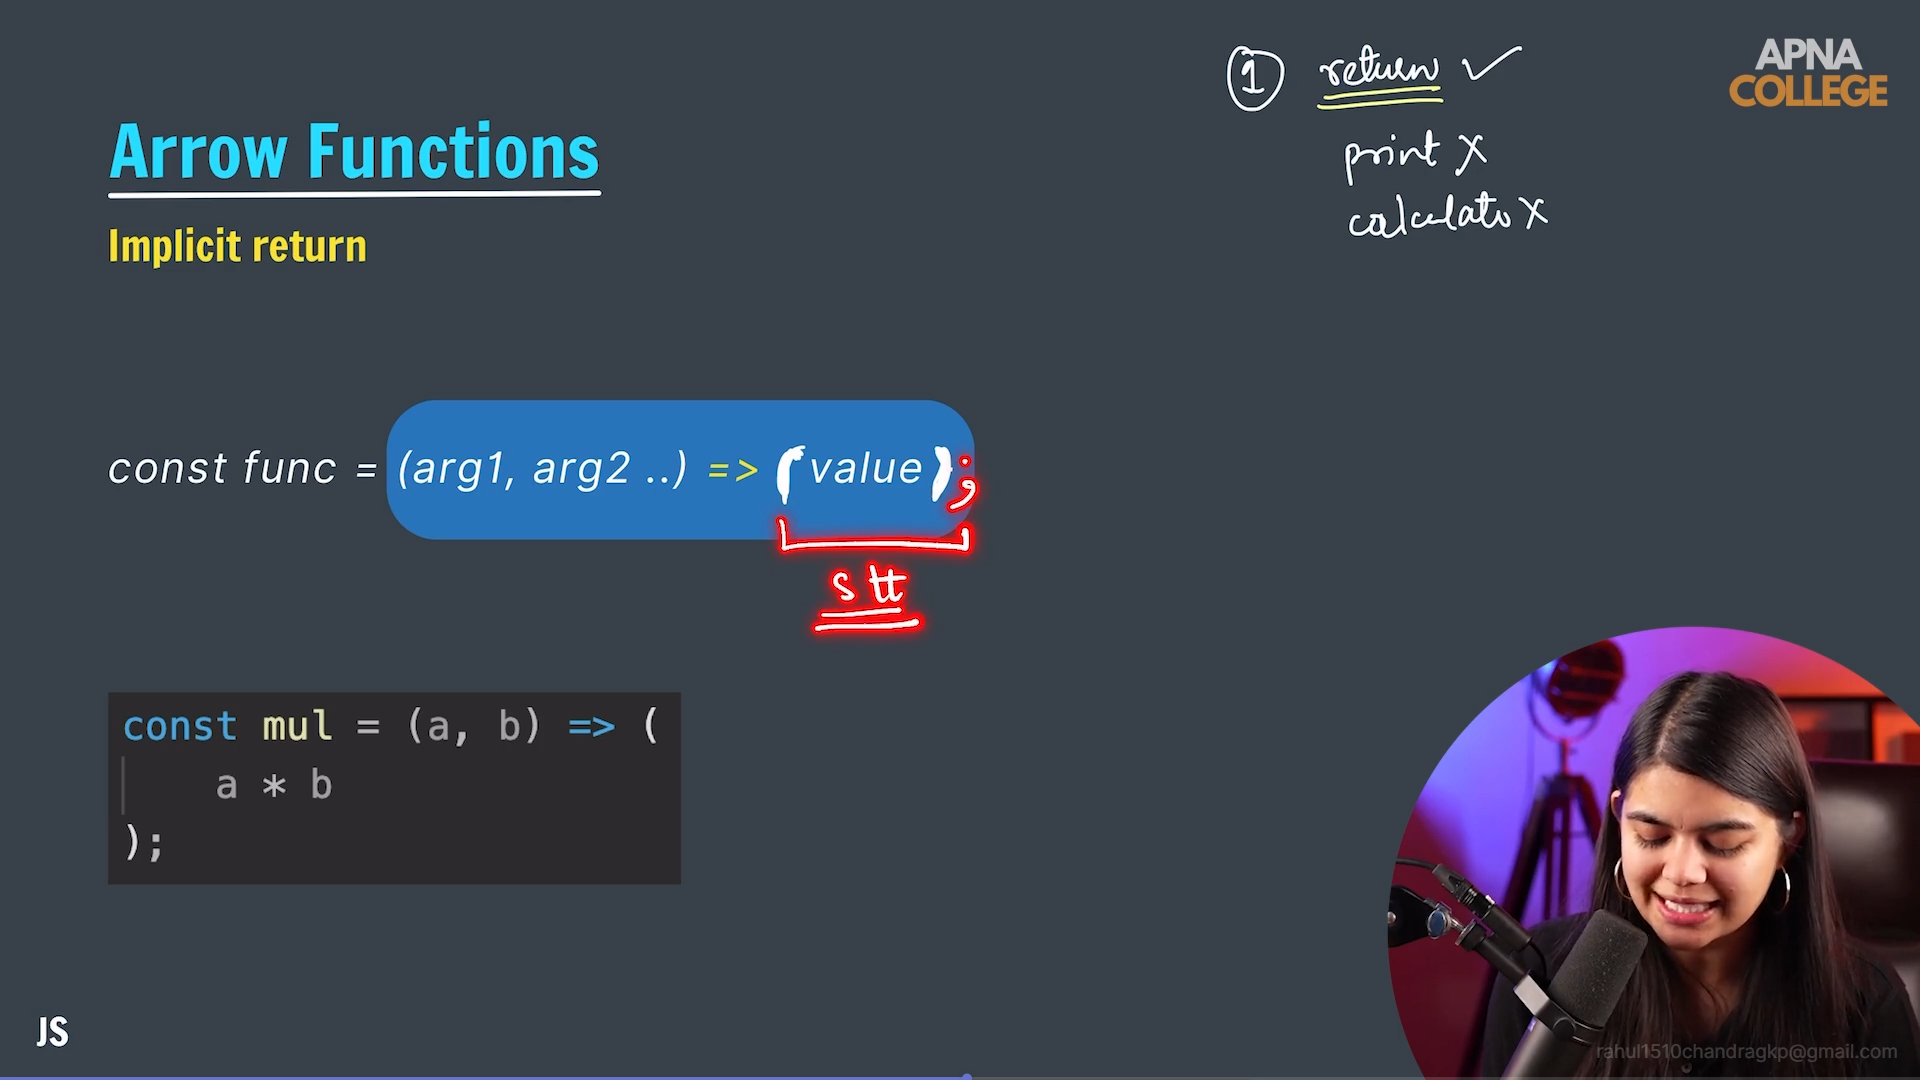 ① return ✓
APNA
COLLEGE
print X
Arrow Functions
calculate X
Implicit return
const func = (arg1, arg2 ..) => (value);
stt
const mul = (a, b) => (
a * b
);
JS
rahul1510chandragkp@gmail.com